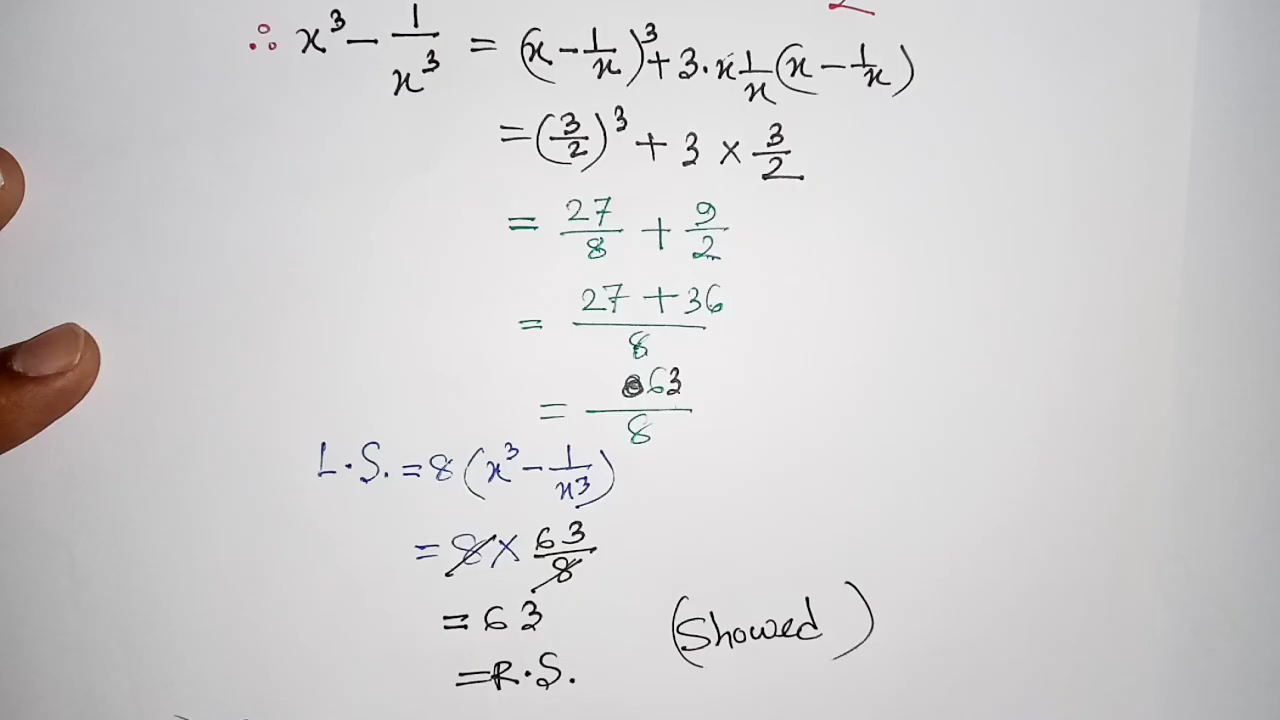 ∴ x³ − 1/x³ = (x − 1/x)³ + 3·x 1/x (x − 1/x)
= (3/2)³ + 3 × 3/2
= 27/8 + 9/2
= 27 + 36 / 8
= 63/8
L.S. = 8 (x³ − 1/x³)
= 8 × 63/8
= 63 (Showed)
= R.S.